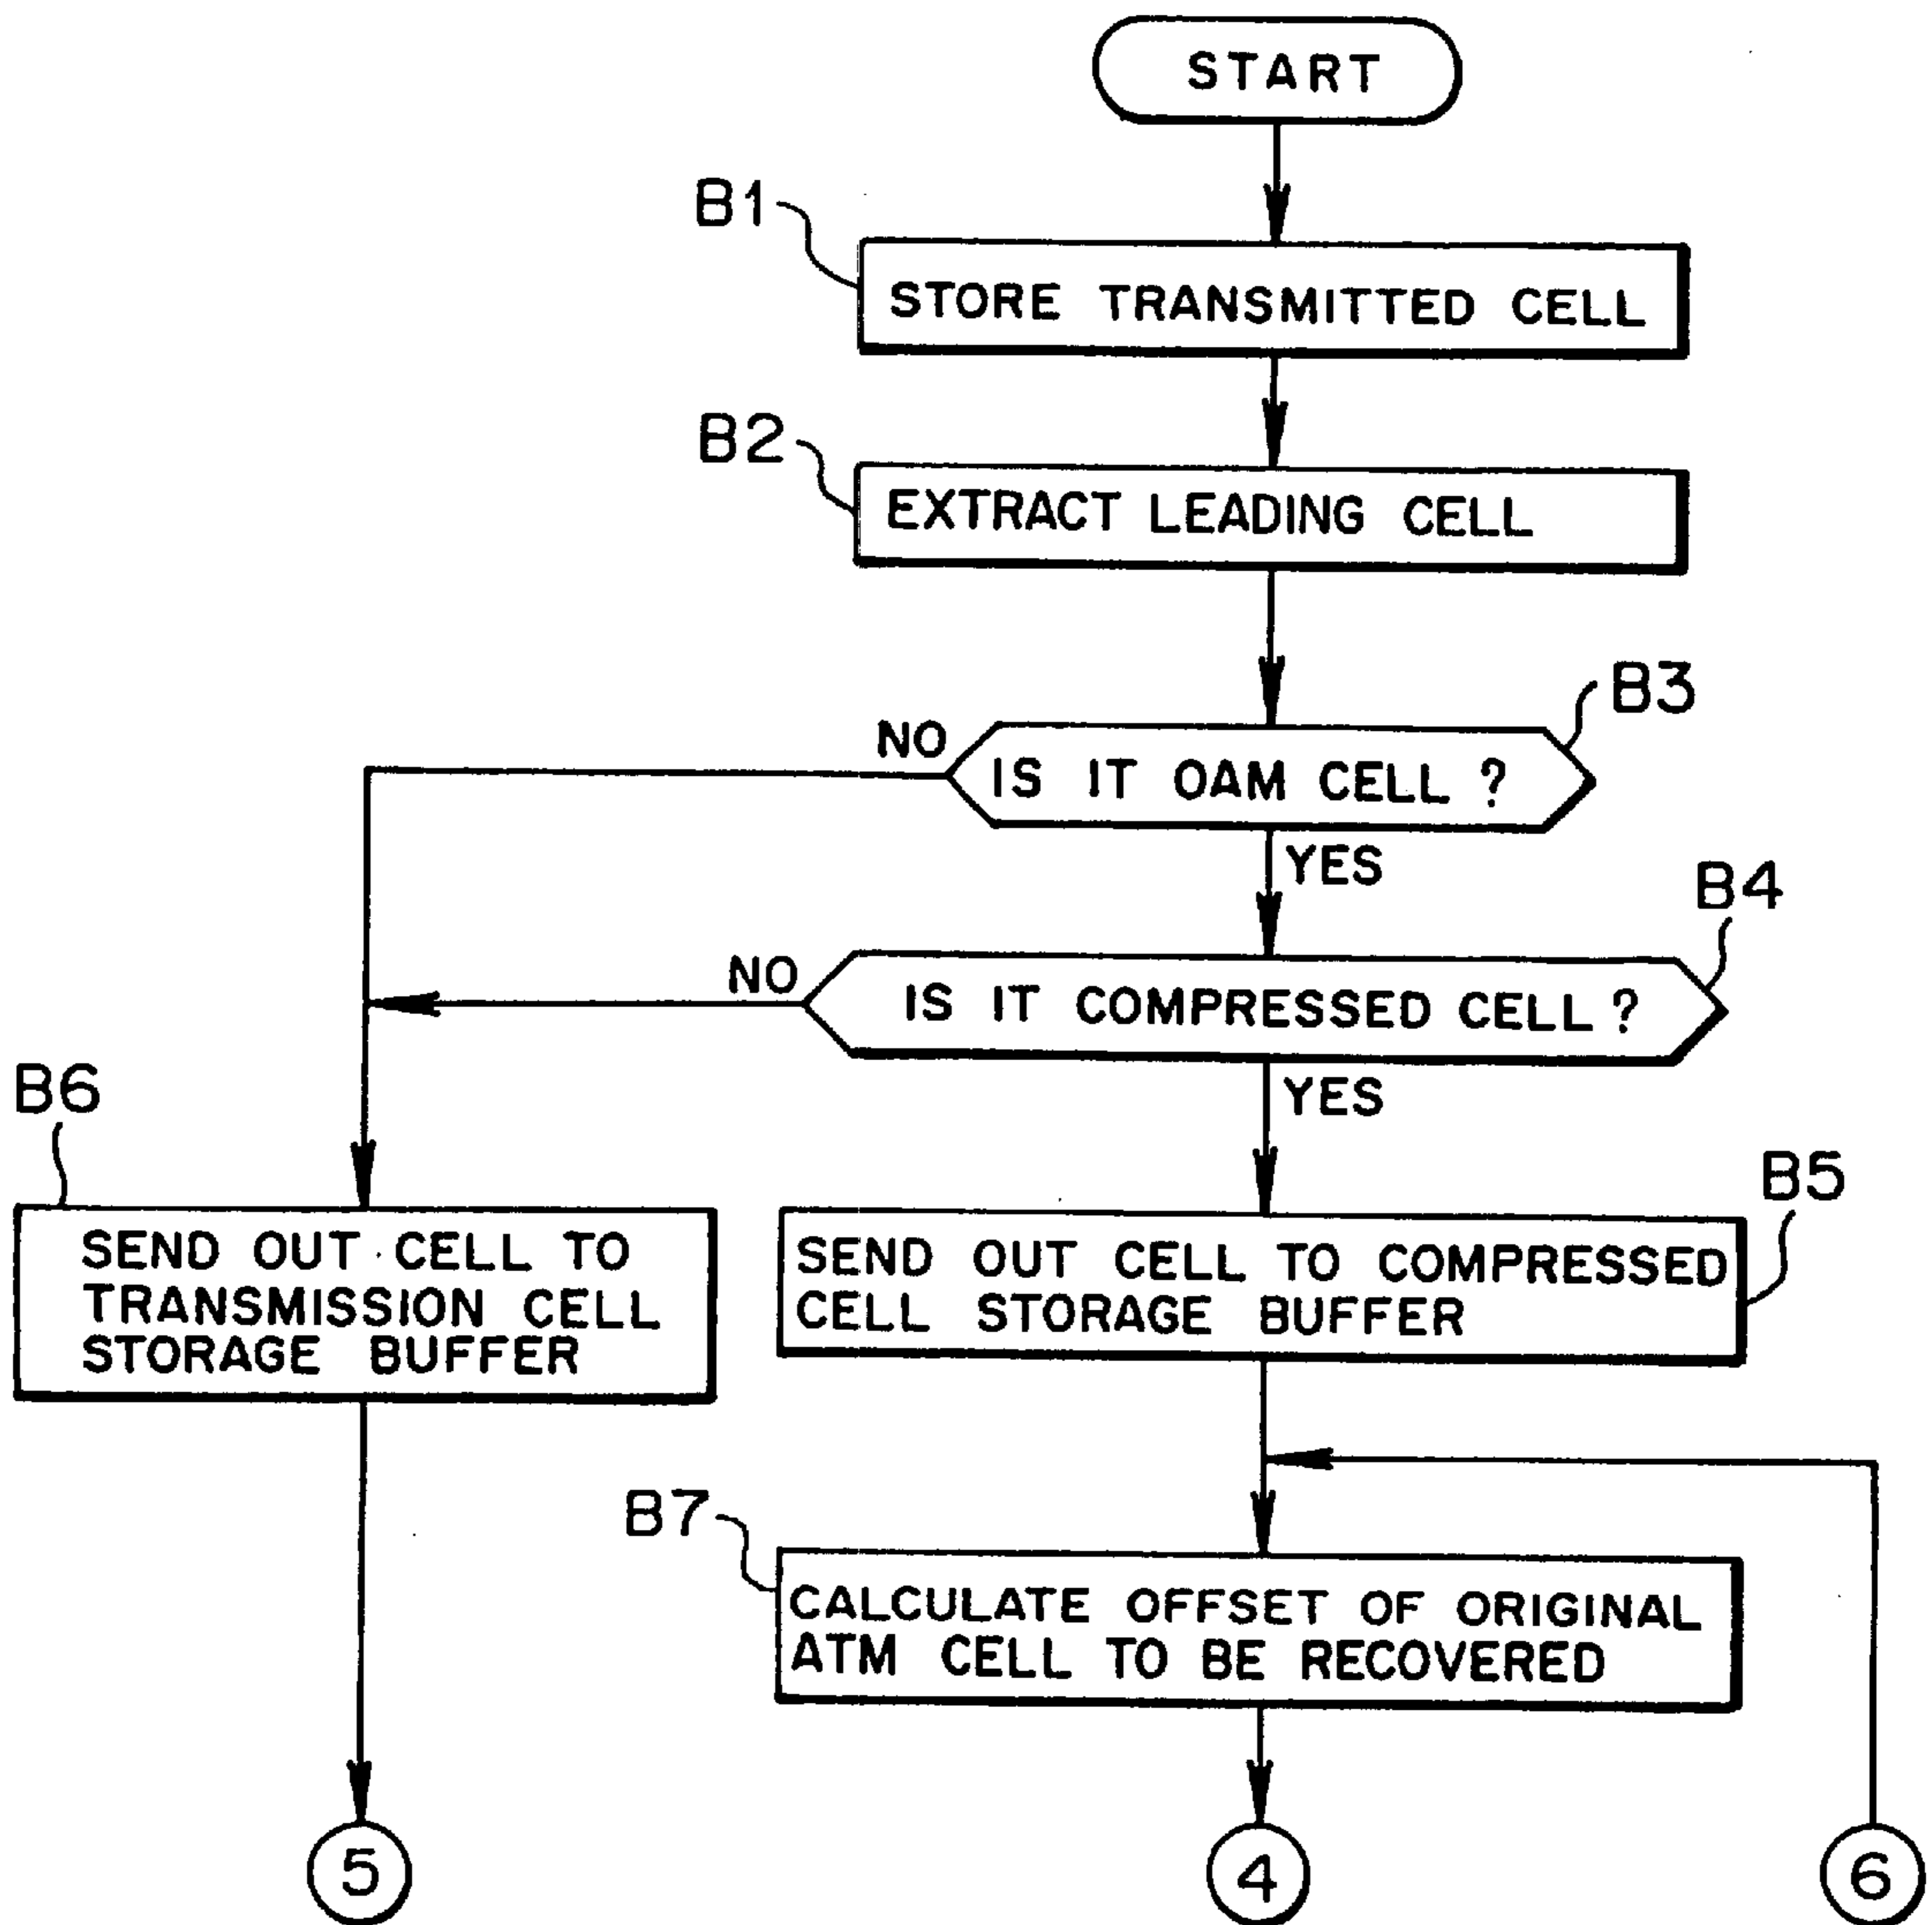 START
B1
STORE TRANSMITTED CELL
B2
EXTRACT LEADING CELL
B3
NO
IS IT OAM CELL ?
YES
B4
NO
IS IT COMPRESSED CELL ?
YES
B6
B5
SEND OUT CELL TO
TRANSMISSION CELL
STORAGE BUFFER
SEND OUT CELL TO COMPRESSED
CELL STORAGE BUFFER
B7
CALCULATE OFFSET OF ORIGINAL
ATM CELL TO BE RECOVERED
5
4
6